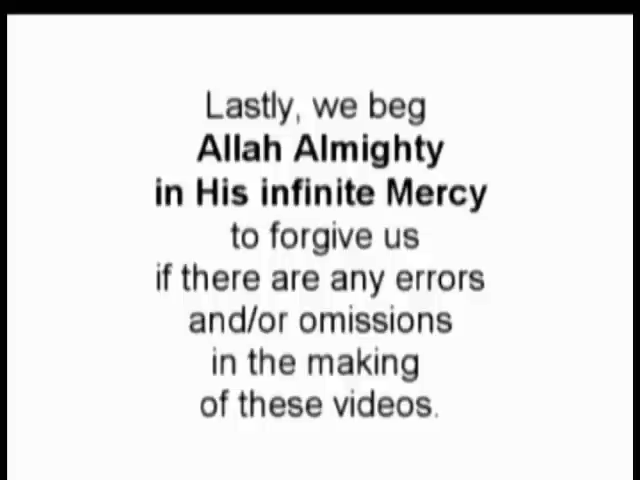 Lastly, we beg
Allah Almighty
in His infinite Mercy
to forgive us
if there are any errors
and/or omissions
in the making
of these videos.